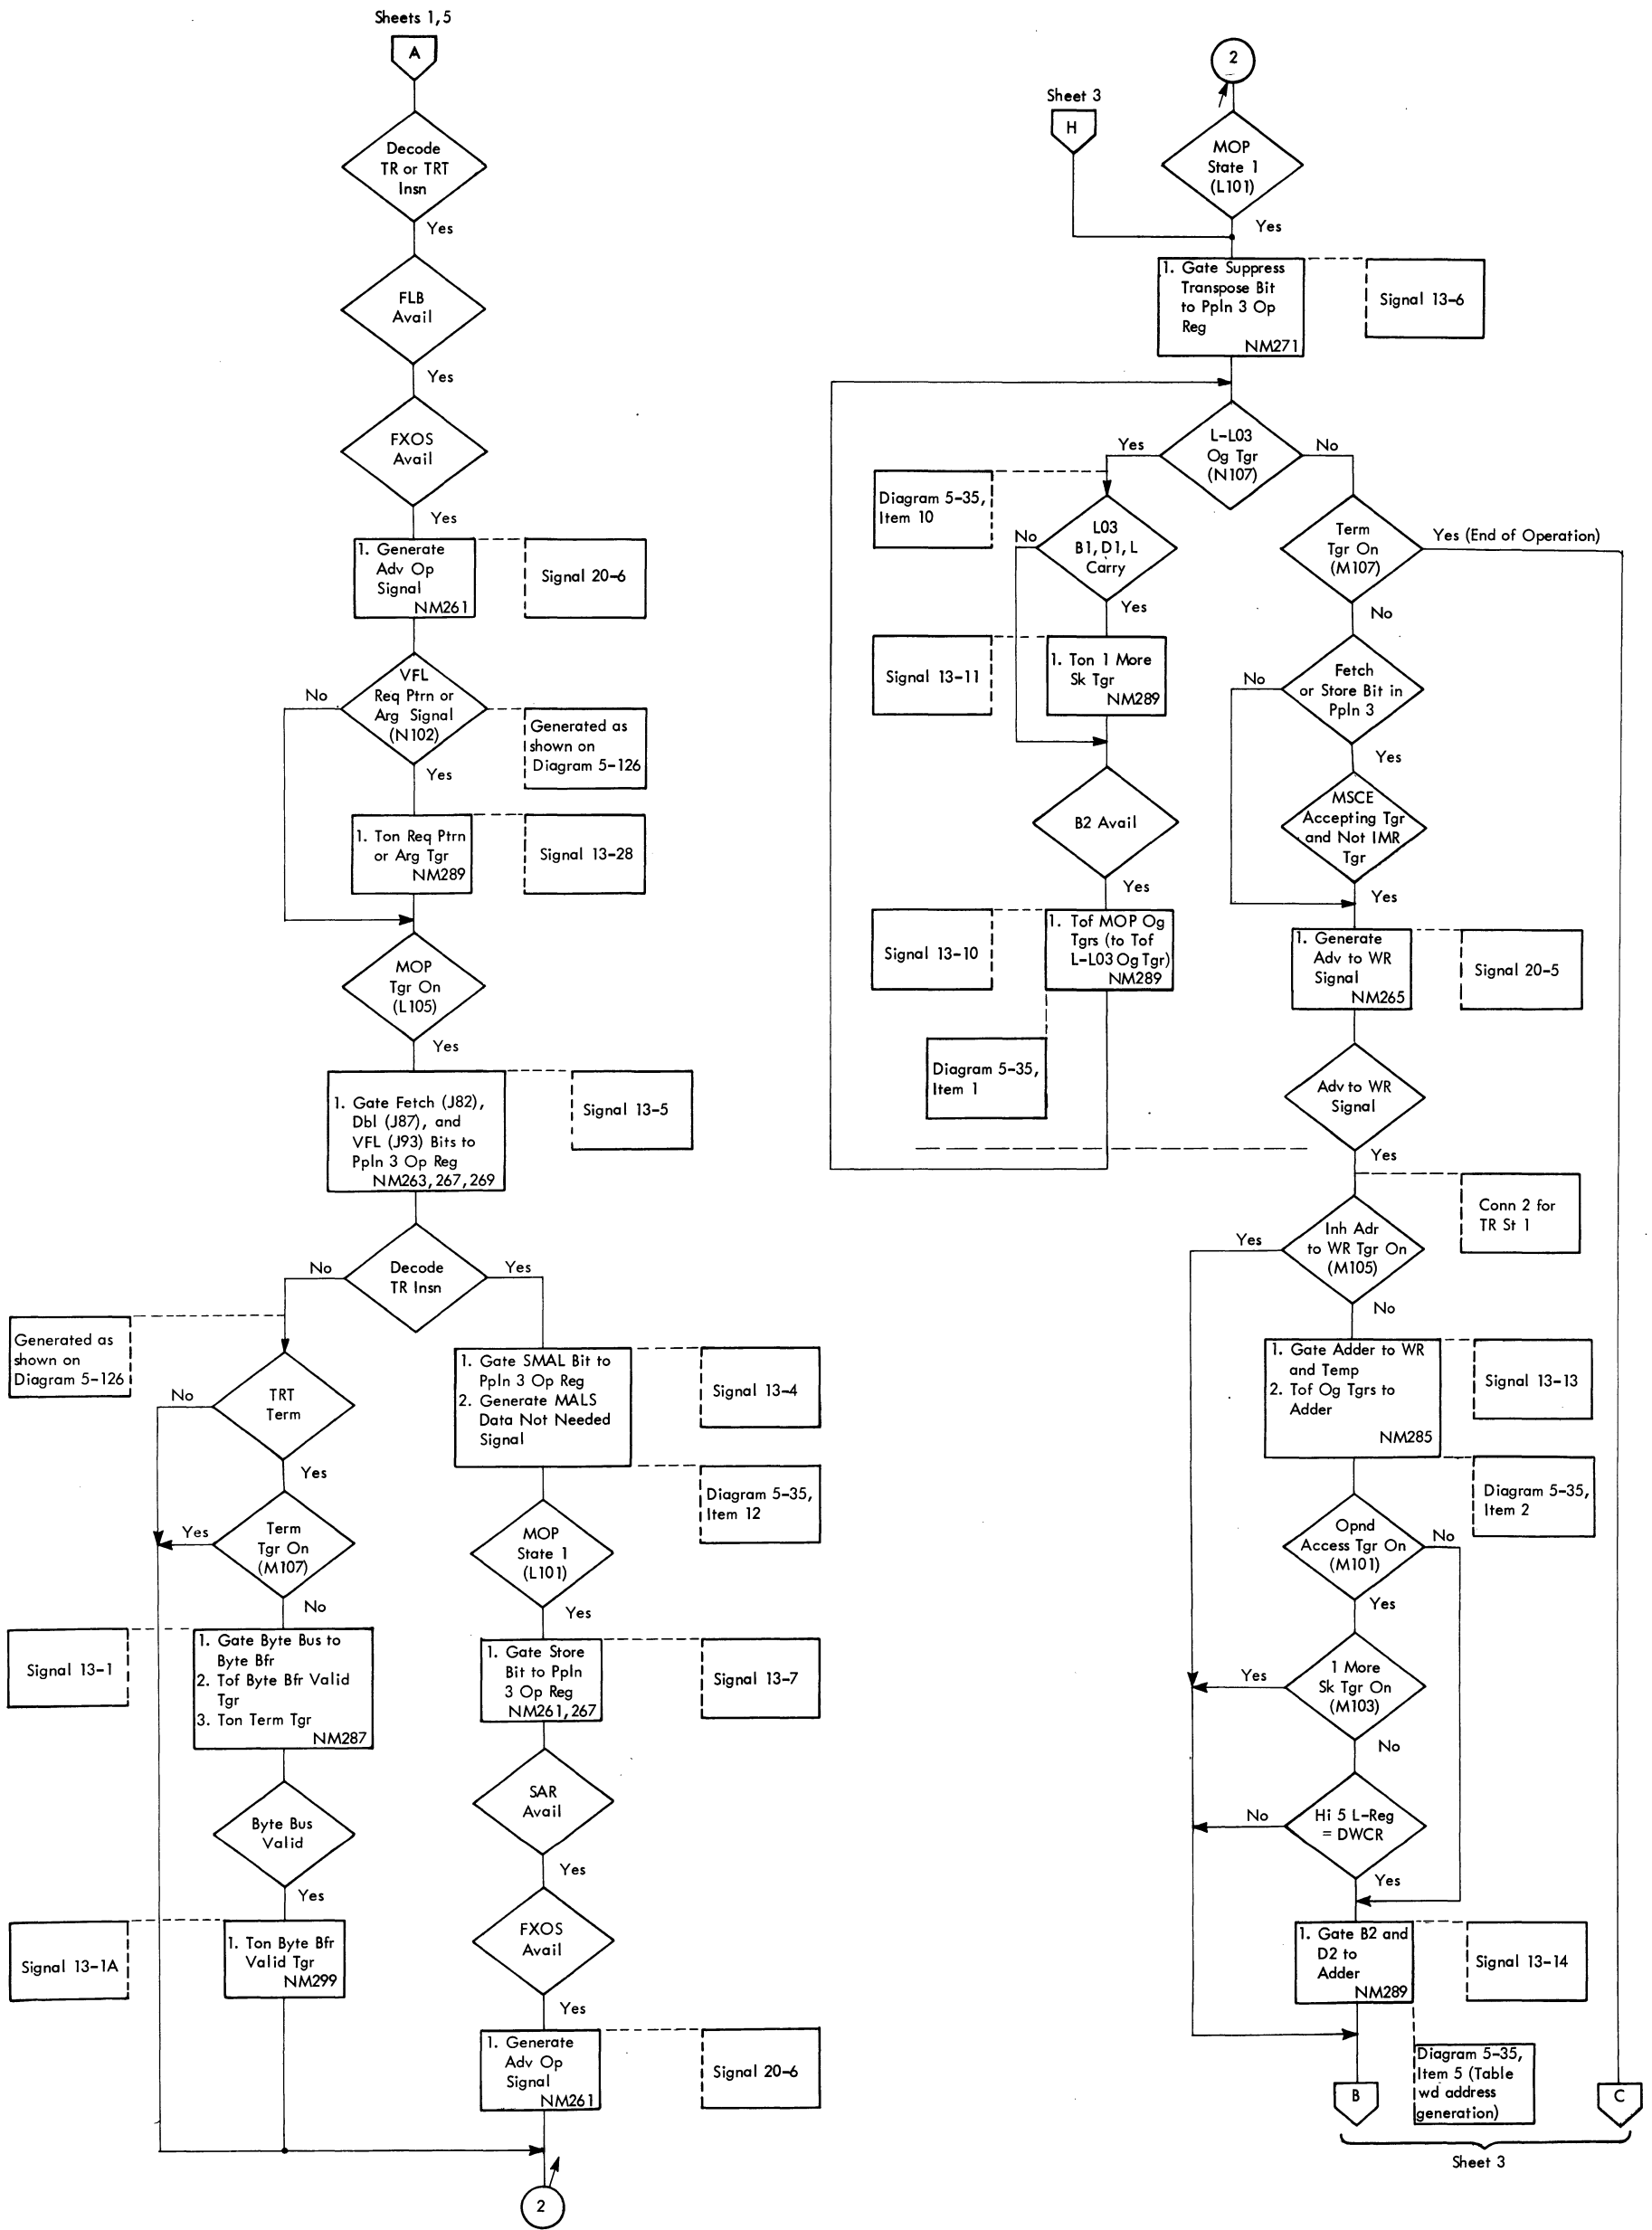 Sheets 1,5
A
Decode
TR or TRT
Insn
Yes
FLB
Avail
Yes
FXOS
Avail
Yes
1. Generate
Adv Op
Signal
NM261
Signal 20-6
VFL
Req Ptrn or
Arg Signal
(N102)
No
Generated as
shown on
Diagram 5-126
Yes
1. Ton Req Ptrn
or Arg Tgr
NM289
Signal 13-28
MOP
Tgr On
(L105)
Yes
1. Gate Fetch (J82),
Dbl (J87), and
VFL (J93) Bits to
Ppln 3 Op Reg
NM263, 267, 269
Signal 13-5
Decode
TR Insn
No
Yes
Generated as
shown on
Diagram 5-126
TRT
Term
No
Yes
Term
Tgr On
(M107)
Yes
No
Signal 13-1
1. Gate Byte Bus to
Byte Bfr
2. Tof Byte Bfr Valid
Tgr
3. Ton Term Tgr
NM287
Byte Bus
Valid
Yes
Signal 13-1A
1. Ton Byte Bfr
Valid Tgr
NM299
1. Gate SMAL Bit to
Ppln 3 Op Reg
2. Generate MALS
Data Not Needed
Signal
Signal 13-4
Diagram 5-35,
Item 12
MOP
State 1
(L101)
Yes
1. Gate Store
Bit to Ppln
3 Op Reg
NM261, 267
Signal 13-7
SAR
Avail
Yes
FXOS
Avail
Yes
1. Generate
Adv Op
Signal
NM261
Signal 20-6
2
2
Sheet 3
H
MOP
State 1
(L101)
Yes
1. Gate Suppress
Transpose Bit
to Ppln 3 Op
Reg
NM271
Signal 13-6
L-L03
Og Tgr
(N107)
Yes
No
Diagram 5-35,
Item 10
L03
B1, D1, L
Carry
No
Yes
Signal 13-11
1. Ton 1 More
Sk Tgr
NM289
B2 Avail
Yes
Signal 13-10
1. Tof MOP Og
Tgrs (to Tof
L-L03 Og Tgr)
NM289
Diagram 5-35,
Item 1
Term
Tgr On
(M107)
Yes (End of Operation)
No
Fetch
or Store Bit in
Ppln 3
No
Yes
MSCE
Accepting Tgr
and Not IMR
Tgr
Yes
1. Generate
Adv to WR
Signal
NM265
Signal 20-5
Adv to WR
Signal
Yes
Conn 2 for
TR St 1
Inh Adr
to WR Tgr On
(M105)
Yes
No
1. Gate Adder to WR
and Temp
2. Tof Og Tgrs to
Adder
NM285
Signal 13-13
Diagram 5-35,
Item 2
Opnd
Access Tgr On
(M101)
No
Yes
1 More
Sk Tgr On
(M103)
Yes
No
Hi 5 L-Reg
= DWCR
No
Yes
1. Gate B2 and
D2 to
Adder
NM289
Signal 13-14
Diagram 5-35,
Item 5 (Table
wd address
generation)
B
C
Sheet 3